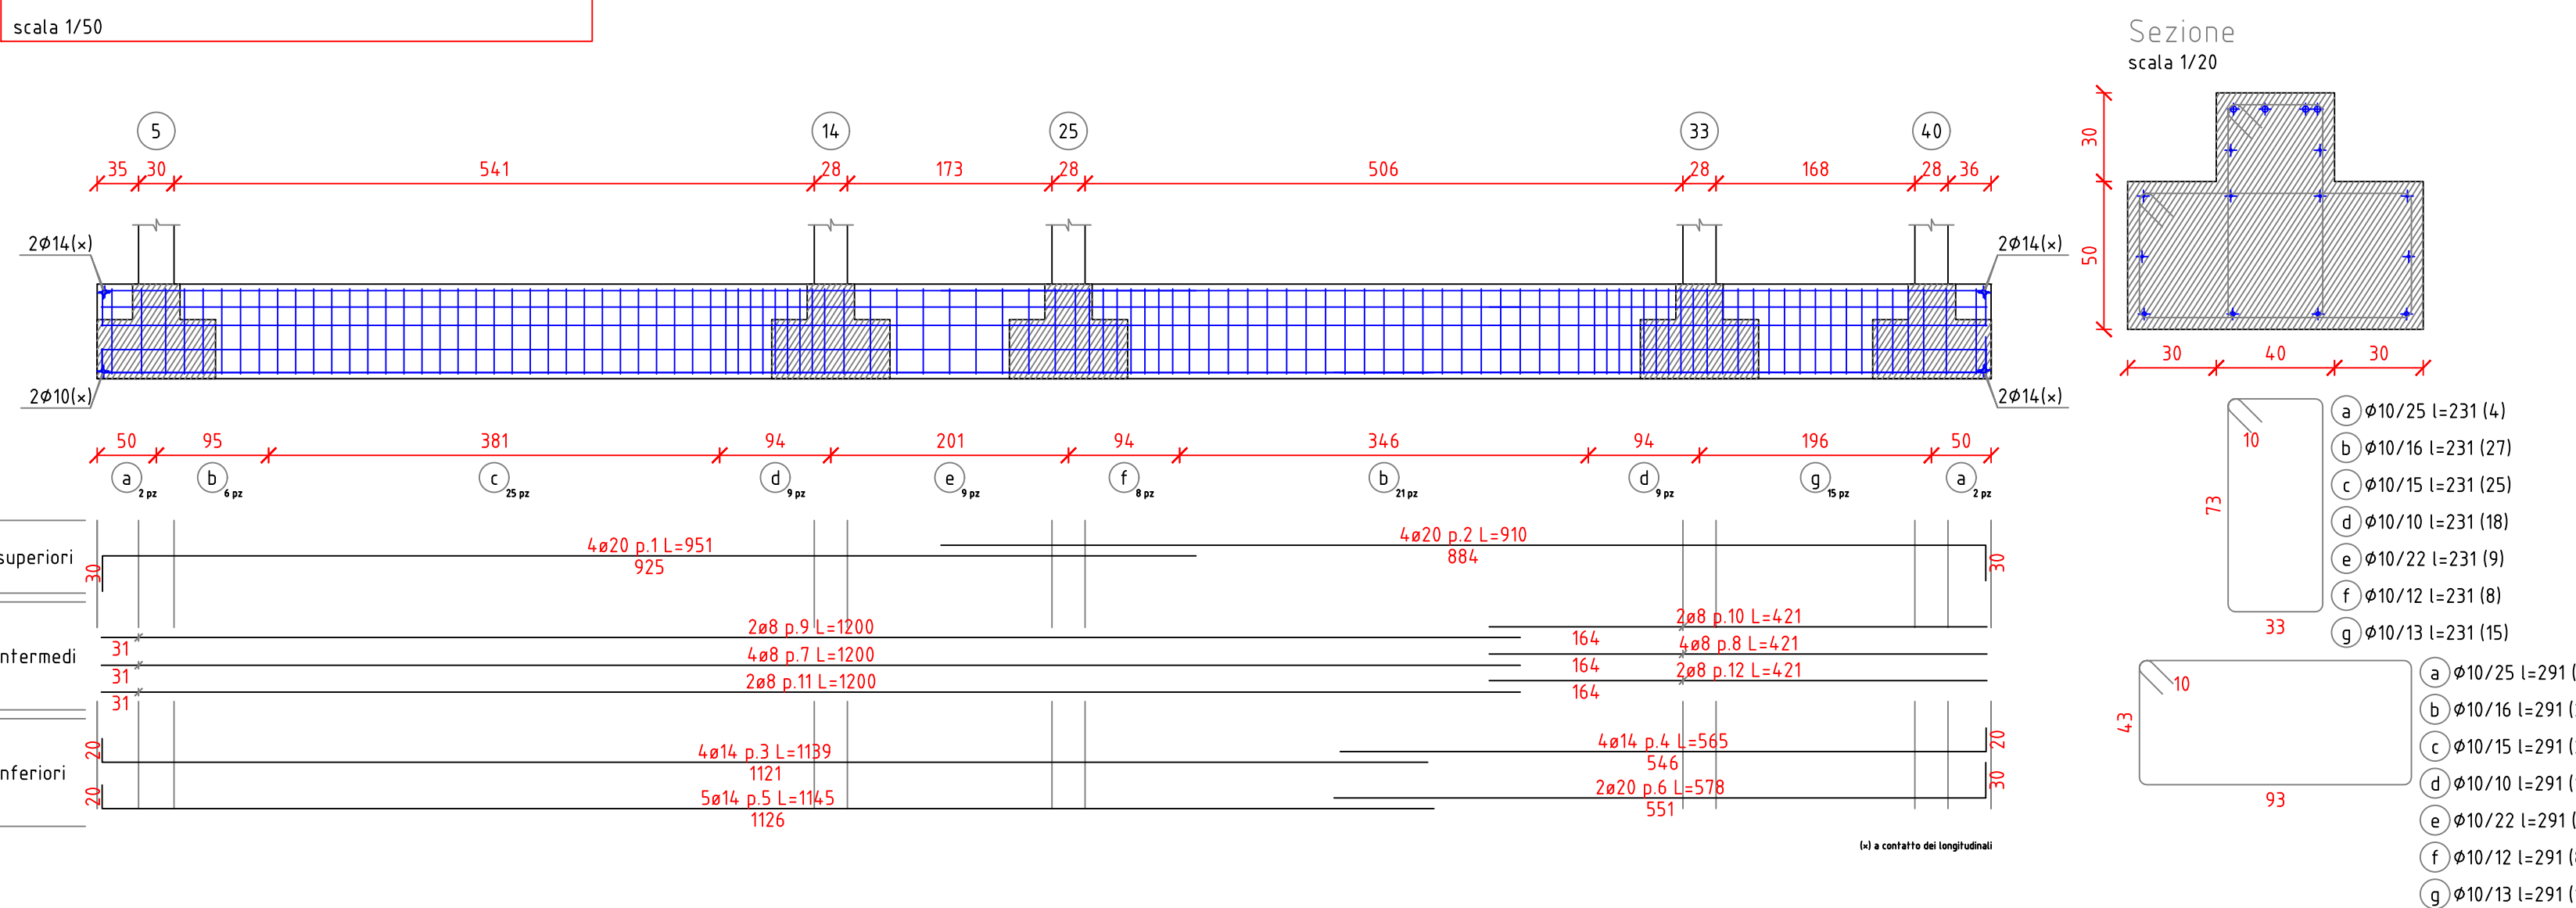 scala 1/50
Sezione
scala 1/20
5 14 25 33 40
35 30 541 28 173 28 506 28 168 28 36
2Ø14(×) 2Ø14(×)
2Ø10(×) 2Ø14(×)
30
50
30 40 30
50 95 381 94 201 94 346 94 196 50
a 2 pz b 6 pz c 25 pz d 9 pz e 9 pz f 8 pz b 21 pz d 9 pz g 15 pz a 2 pz
superiori
4ø20 p.1 L=951
925
30
4ø20 p.2 L=910
884
30
ntermedi
2ø8 p.9 L=1200
31
2ø8 p.10 L=421
164
4ø8 p.7 L=1200
31
4ø8 p.8 L=421
164
2ø8 p.11 L=1200
31
2ø8 p.12 L=421
164
nferiori
20
4ø14 p.3 L=1139
1121
4ø14 p.4 L=565
546
20
20
5ø14 p.5 L=1145
1126
2ø20 p.6 L=578
551
30
(×) a contatto dei longitudinali
10
73
33
a Ø10/25 l=231 (4)
b Ø10/16 l=231 (27)
c Ø10/15 l=231 (25)
d Ø10/10 l=231 (18)
e Ø10/22 l=231 (9)
f Ø10/12 l=231 (8)
g Ø10/13 l=231 (15)
10
43
93
a Ø10/25 l=291 (
b Ø10/16 l=291 (
c Ø10/15 l=291 (
d Ø10/10 l=291 (
e Ø10/22 l=291 (
f Ø10/12 l=291 (
g Ø10/13 l=291 (